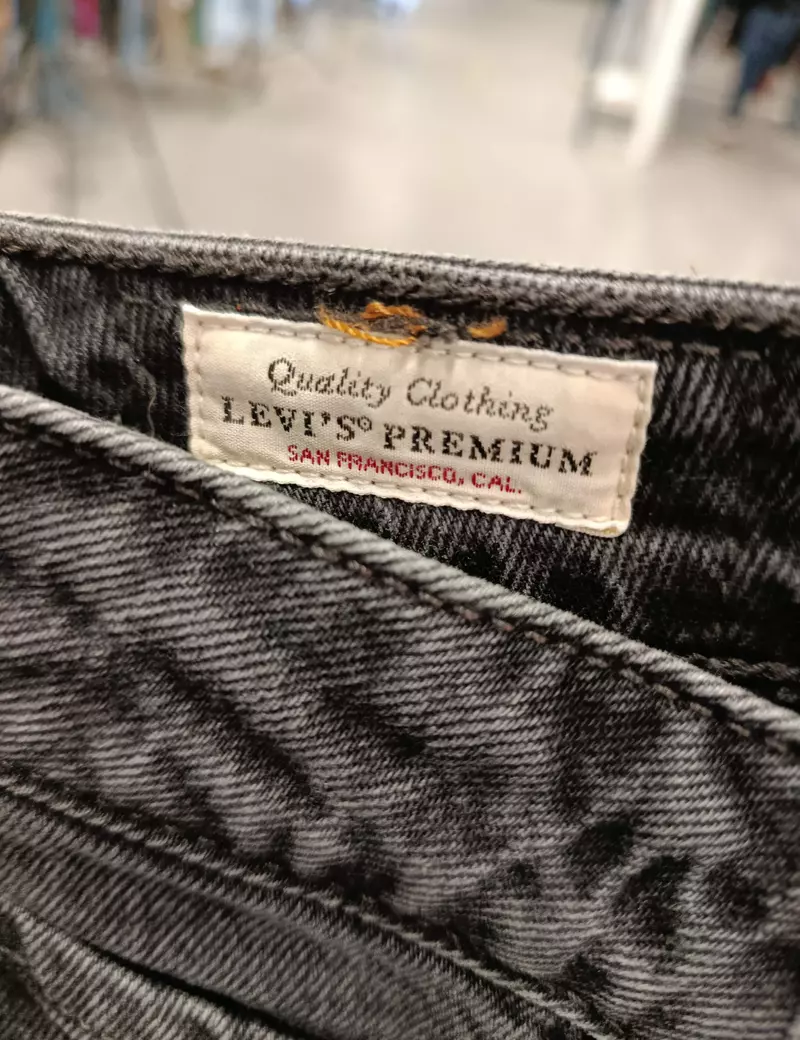 Quality Clothing
LEVI'S® PREMIUM
SAN FRANCISCO, CAL.